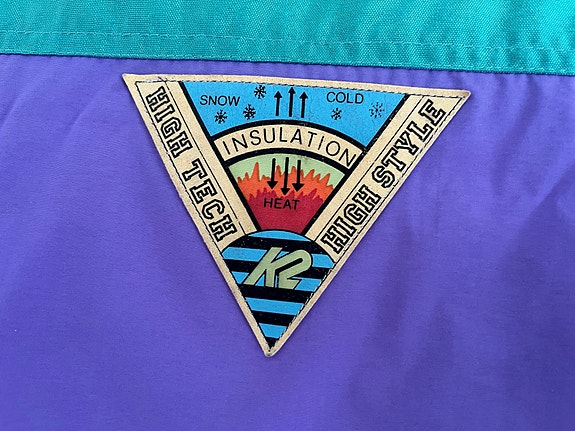 SNOW COLD
INSULATION
HEAT
K2
HIGH TECH
HIGH STYLE